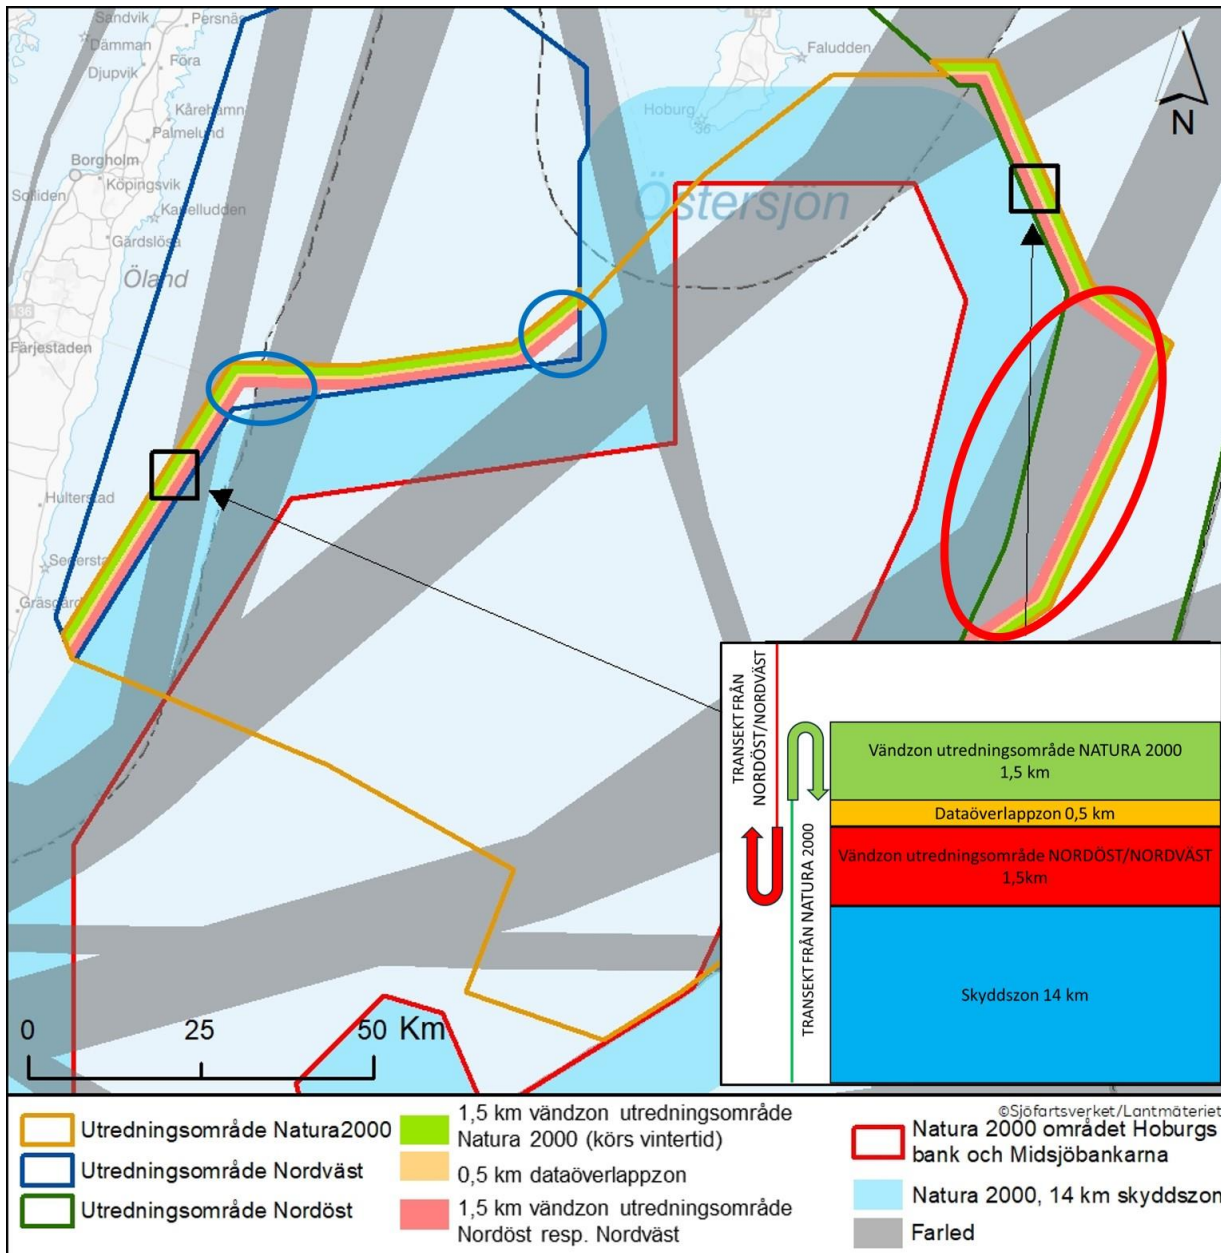 142
Sandvik
Persnäs
Dämman
Djupvik
Föra
Faludden
Kårehamn
Hoburg
36
Palmelund
Borgholm
Köpingsvik
N
Kapelludden
Östersjön
Gärdslösa
Öland
136
Färjestaden
Hulterstad
Gräsgård
TRANSEKT FRÅN
NORDÖST/NORDVÄST
TRANSEKT FRÅN NATURA 2000
Vändzon utredningsområde NATURA 2000
1,5 km
Dataöverlappzon 0,5 km
Vändzon utredningsområde NORDÖST/NORDVÄST
1,5km
Skyddszon 14 km
0 25 50 Km
©Sjöfartsverket/Lantmäteriet
Utredningsområde Natura2000
Utredningsområde Nordväst
Utredningsområde Nordöst
1,5 km vändzon utredningsområde
Natura 2000 (körs vintertid)
0,5 km dataöverlappzon
1,5 km vändzon utredningsområde
Nordöst resp. Nordväst
Natura 2000 området Hoburgs
bank och Midsjöbankarna
Natura 2000, 14 km skyddszon
Farled